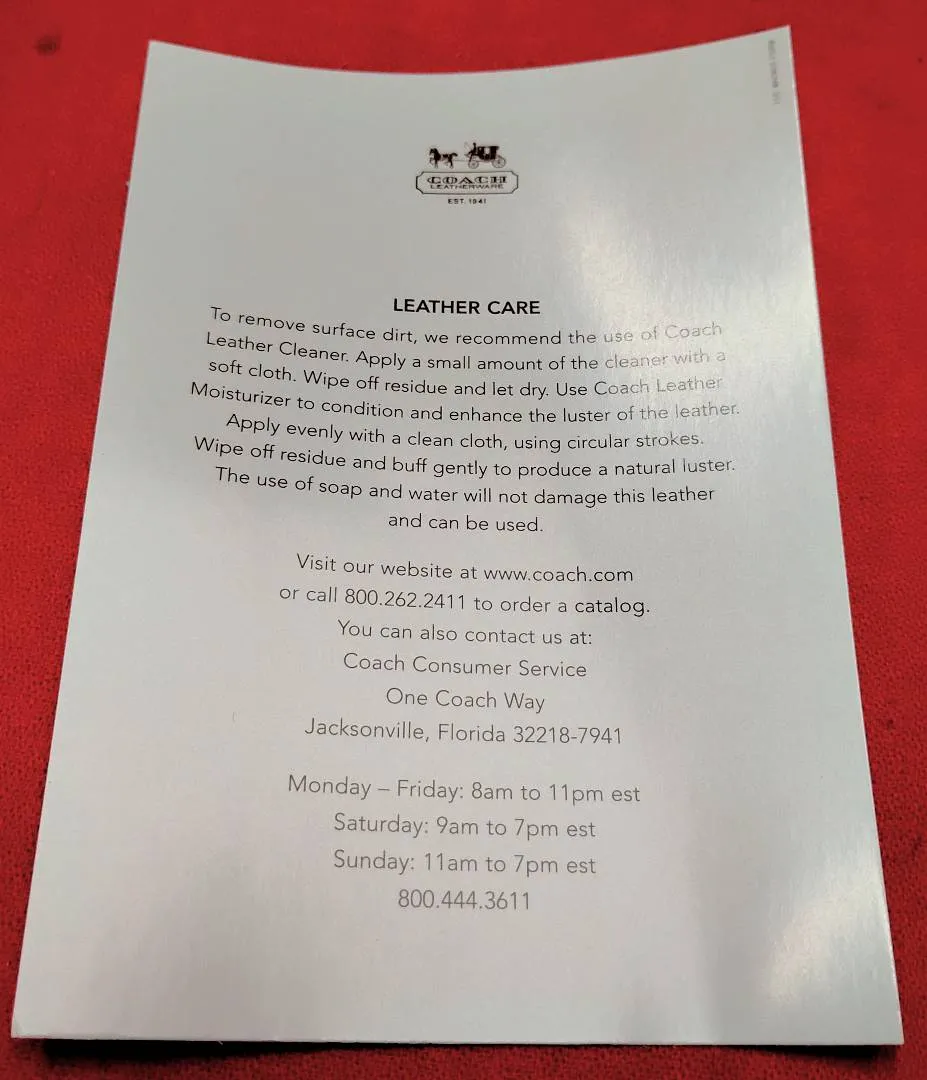 COACH
LEATHERWARE
EST. 1941
LEATHER CARE
To remove surface dirt, we recommend the use of Coach
Leather Cleaner. Apply a small amount of the cleaner with a
soft cloth. Wipe off residue and let dry. Use Coach Leather
Moisturizer to condition and enhance the luster of the leather.
Apply evenly with a clean cloth, using circular strokes.
Wipe off residue and buff gently to produce a natural luster.
The use of soap and water will not damage this leather
and can be used.
Visit our website at www.coach.com
or call 800.262.2411 to order a catalog.
You can also contact us at:
Coach Consumer Service
One Coach Way
Jacksonville, Florida 32218-7941
Monday – Friday: 8am to 11pm est
Saturday: 9am to 7pm est
Sunday: 11am to 7pm est
800.444.3611